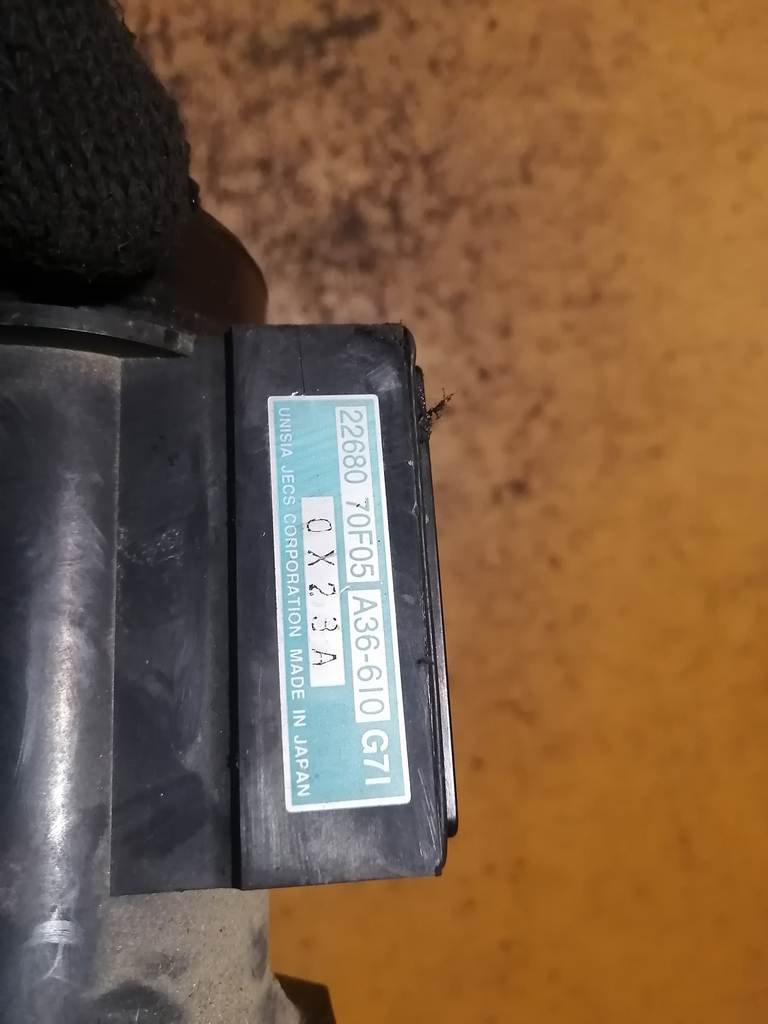 22680 70F05 A36-610 G71
0X23A
UNISIA JECS CORPORATION MADE IN JAPAN